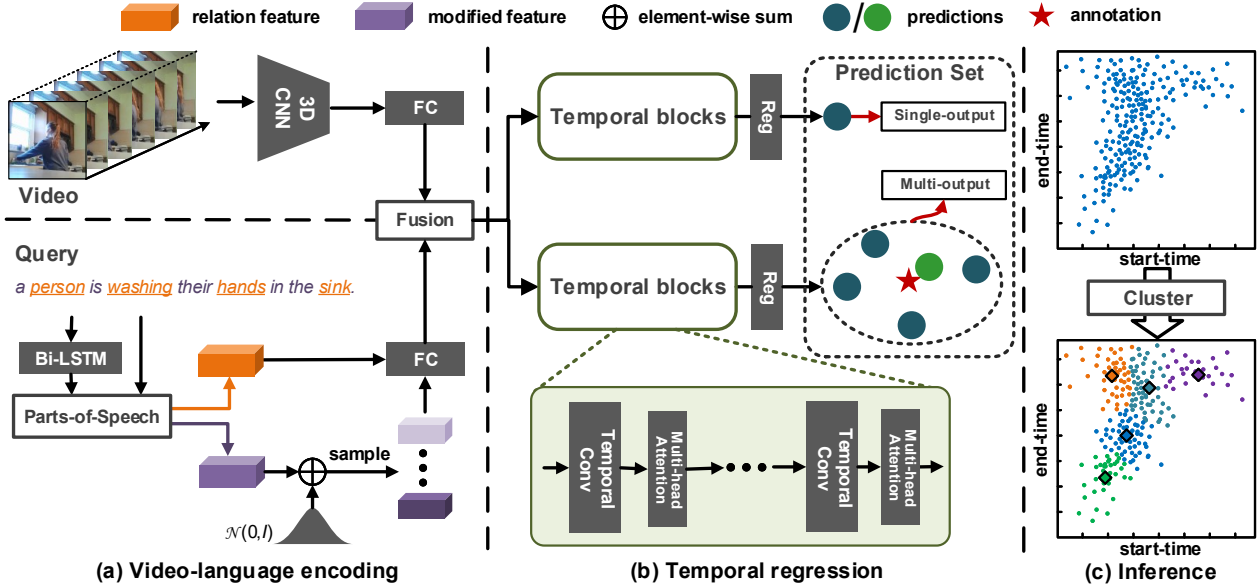 relation feature
modified feature
element-wise sum
/
predictions
annotation
Video
3D
CNN
FC
Fusion
Query
a person is washing their hands in the sink.
Bi-LSTM
Parts-of-Speech
FC
sample
𝒩(0,I)
(a) Video-language encoding
Temporal blocks
Reg
Prediction Set
Single-output
Multi-output
Temporal blocks
Reg
Temporal
Conv
Multi-head
Attention
Temporal
Conv
Multi-head
Attention
(b) Temporal regression
end-time
start-time
Cluster
end-time
start-time
(c) Inference